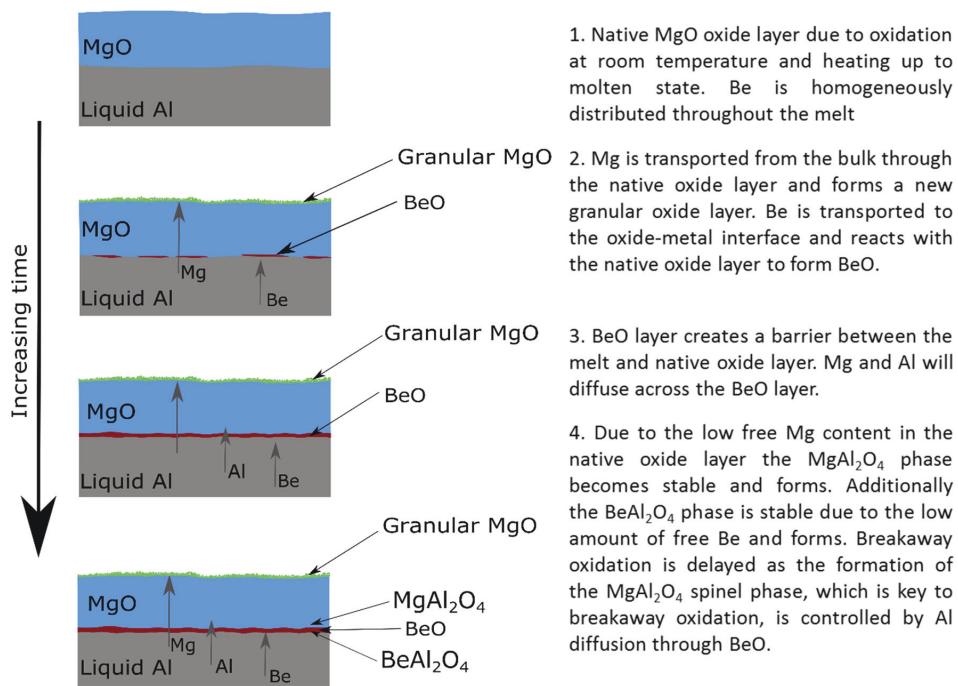 MgO
Liquid Al
1. Native MgO oxide layer due to oxidation
at room temperature and heating up to
molten state. Be is homogeneously
distributed throughout the melt
Increasing time
Granular MgO
BeO
MgO
Mg
Be
Liquid Al
2. Mg is transported from the bulk through
the native oxide layer and forms a new
granular oxide layer. Be is transported to
the oxide-metal interface and reacts with
the native oxide layer to form BeO.
Granular MgO
BeO
MgO
Al
Be
Liquid Al
3. BeO layer creates a barrier between the
melt and native oxide layer. Mg and Al will
diffuse across the BeO layer.
Granular MgO
MgO
MgAl₂O₄
BeO
BeAl₂O₄
Mg
Al
Be
Liquid Al
4. Due to the low free Mg content in the
native oxide layer the MgAl₂O₄ phase
becomes stable and forms. Additionally
the BeAl₂O₄ phase is stable due to the low
amount of free Be and forms. Breakaway
oxidation is delayed as the formation of
the MgAl₂O₄ spinel phase, which is key to
breakaway oxidation, is controlled by Al
diffusion through BeO.